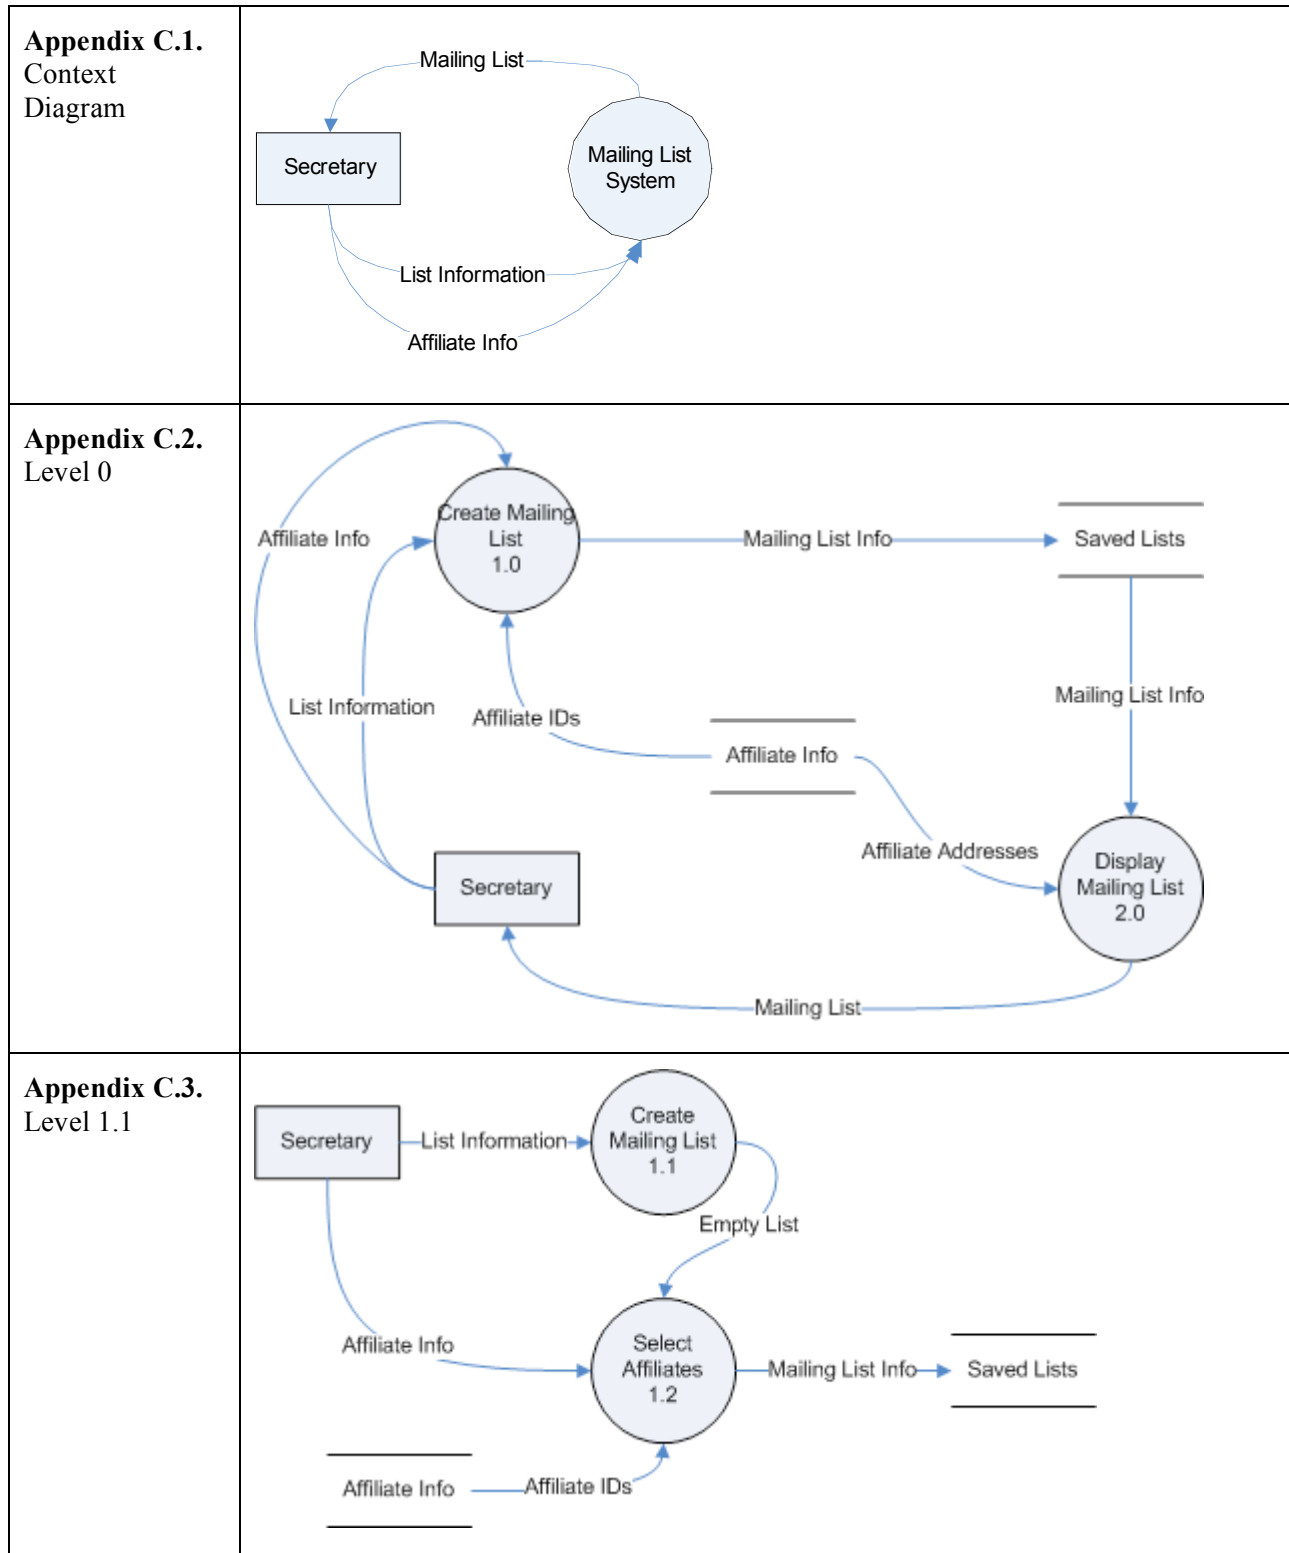 Appendix C.1.
Context
Diagram
Mailing List
Secretary
Mailing List
System
List Information
Affiliate Info
Appendix C.2.
Level 0
Create Mailing
List
1.0
Affiliate Info
Mailing List Info
Saved Lists
List Information
Affiliate IDs
Mailing List Info
Affiliate Info
Affiliate Addresses
Display
Mailing List
2.0
Secretary
Mailing List
Appendix C.3.
Level 1.1
Secretary
List Information
Create
Mailing List
1.1
Empty List
Affiliate Info
Select
Affiliates
1.2
Mailing List Info
Saved Lists
Affiliate Info
Affiliate IDs